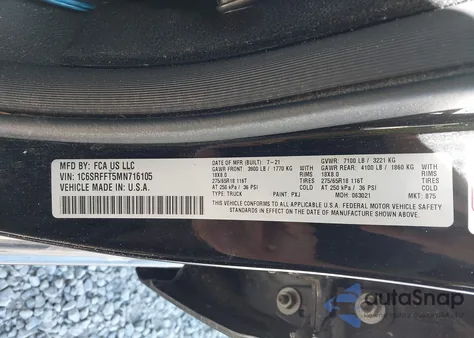 MFD BY: FCA US LLC
VIN: 1C6SRFFT5MN716105
VEHICLE MADE IN: U.S.A.
DATE OF MFR (BUILT): 7-21 GVWR: 7100 LB / 3221 KG
GAWR FRONT: 3900 LB / 1770 KG WITH GAWR REAR: 4100 LB / 1860 KG WITH
18X8.0 RIMS 18X8.0 RIMS
275/65R18 116T TIRES 275/65R18 116T TIRES
AT 250 kPa / 36 PSI COLD AT 250 kPa / 36 PSI COLD
TYPE: TRUCK PAINT: PXJ MDH: 063021 MKT: 875
THIS VEHICLE CONFORMS TO ALL APPLICABLE U.S.A. FEDERAL MOTOR VEHICLE SAFETY
STANDARDS IN EFFECT ON THE DATE OF MANUFACTURE SHOWN ABOVE.
autoSnap